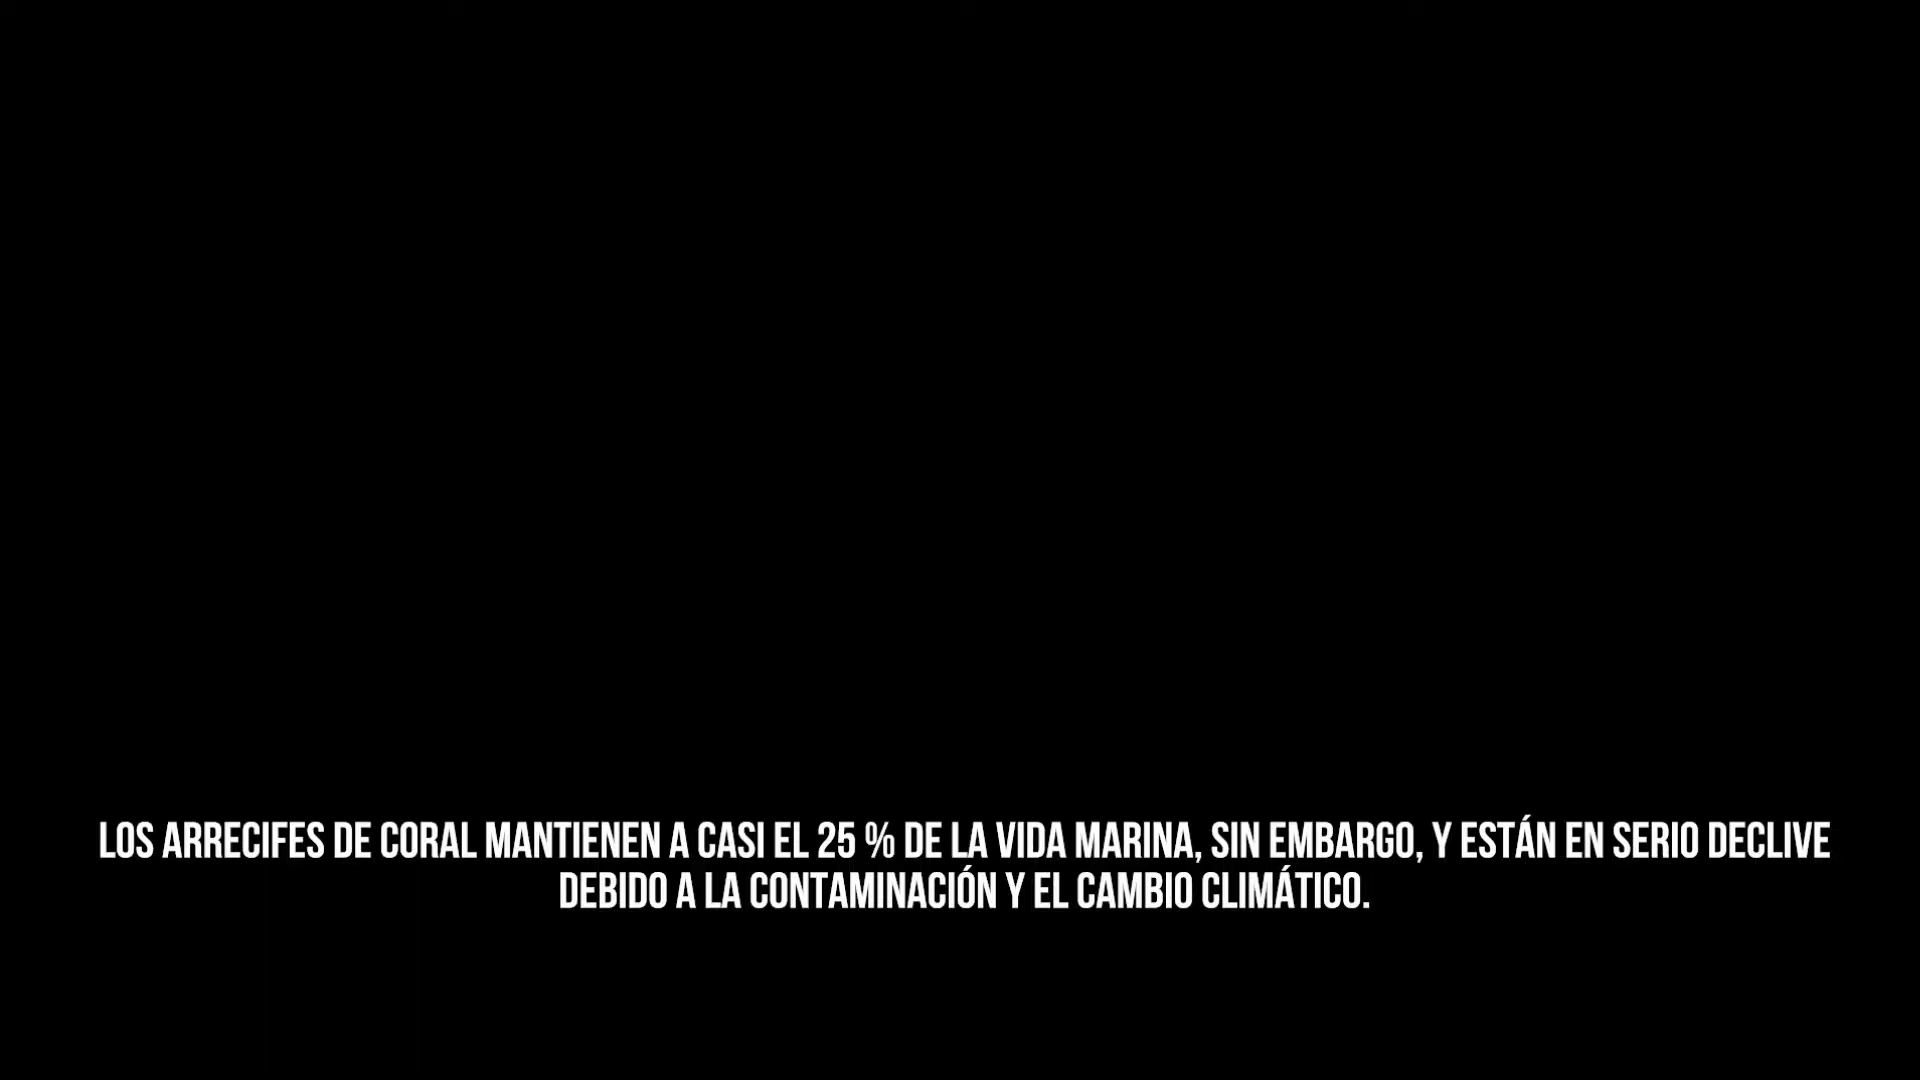 LOS ARRECIFES DE CORAL MANTIENEN A CASI EL 25 % DE LA VIDA MARINA, SIN EMBARGO, Y ESTÁN EN SERIO DECLIVE
DEBIDO A LA CONTAMINACIÓN Y EL CAMBIO CLIMÁTICO.